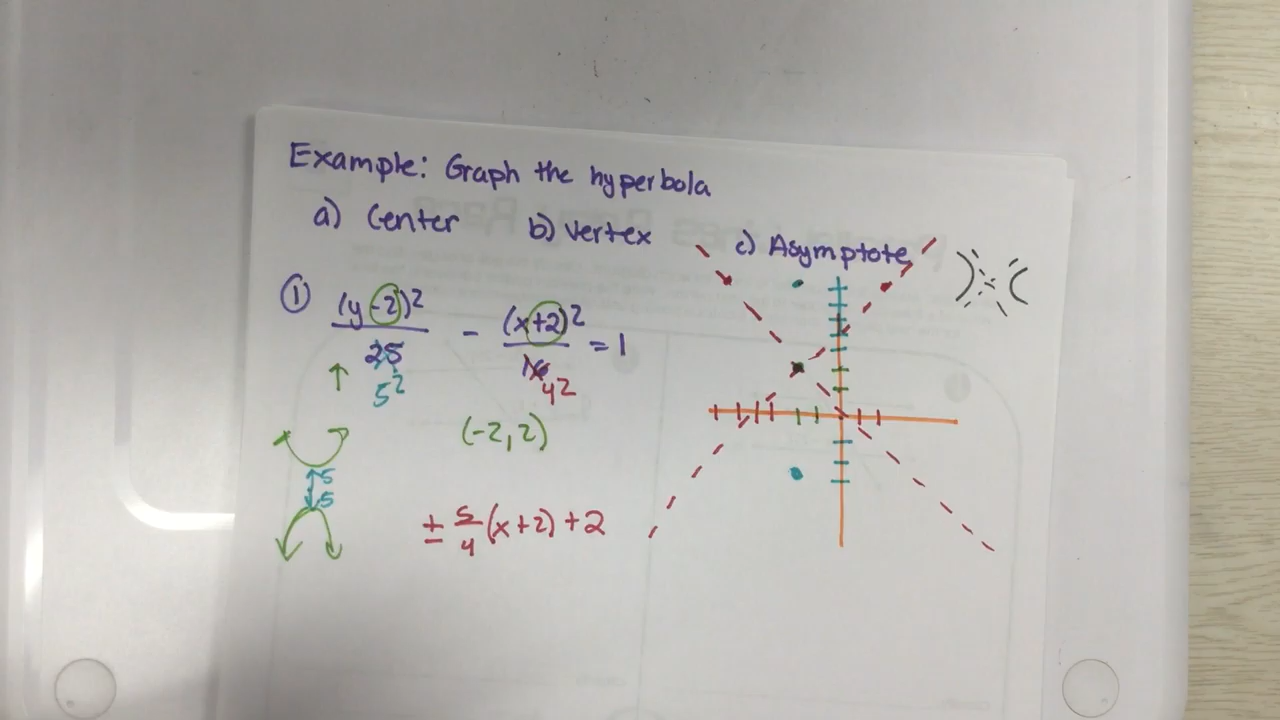 Example: Graph the hyperbola
a) Center b) Vertex c) Asymptote
① (y-2)²/25 - (x+2)²/16 = 1
↑ 5² 4²
(-2, 2)
5
5
± 5/4 (x+2) + 2